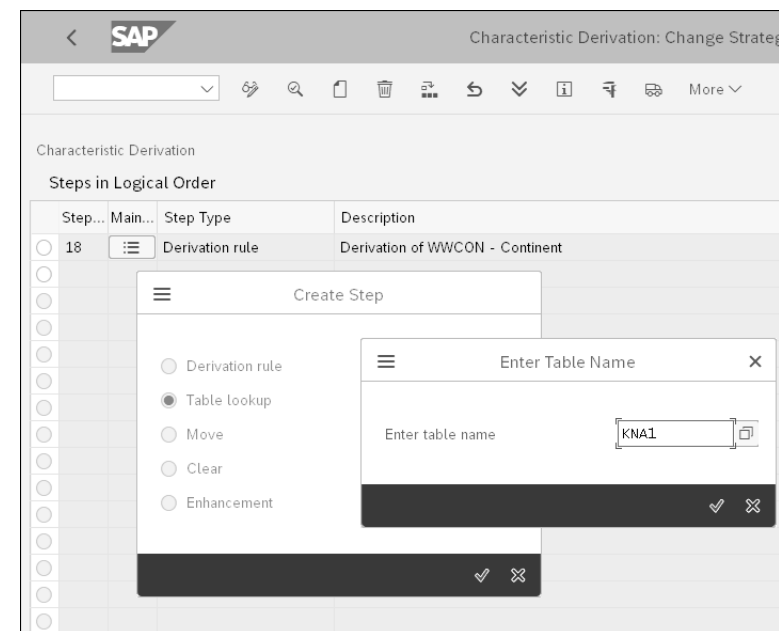 SAP
Characteristic Derivation: Change Strateg
More
Characteristic Derivation
Steps in Logical Order
Step... Main... Step Type Description
18 Derivation rule Derivation of WWCON - Continent
Create Step
Derivation rule
Table lookup
Move
Clear
Enhancement
Enter Table Name
Enter table name KNA1